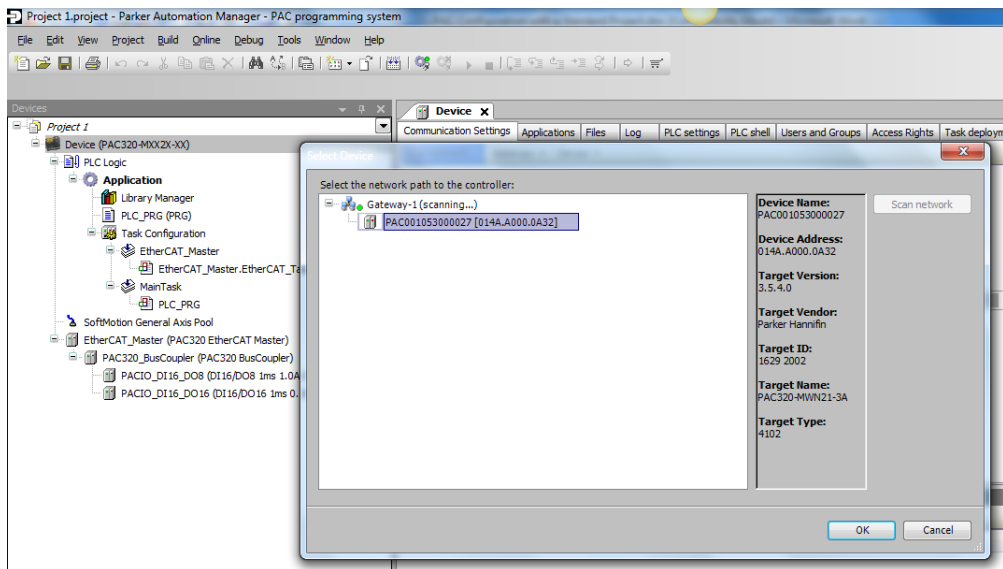 Project 1.project - Parker Automation Manager - PAC programming system
File Edit View Project Build Online Debug Tools Window Help
Devices
Project 1
Device (PAC320-MXX2X-XX)
PLC Logic
Application
Library Manager
PLC_PRG (PRG)
Task Configuration
EtherCAT_Master
EtherCAT_Master.EtherCAT_Ta
MainTask
PLC_PRG
SoftMotion General Axis Pool
EtherCAT_Master (PAC320 EtherCAT Master)
PAC320_BusCoupler (PAC320 BusCoupler)
PACIO_DI16_DO8 (DI16/DO8 1ms 1.0A
PACIO_DI16_DO16 (DI16/DO16 1ms 0.
Device
Communication Settings Applications Files Log PLC settings PLC shell Users and Groups Access Rights Task deploym
Select Device
Select the network path to the controller:
Gateway-1 (scanning...)
PAC001053000027 [014A.A000.0A32]
Device Name:
PAC001053000027
Device Address:
014A.A000.0A32
Target Version:
3.5.4.0
Target Vendor:
Parker Hannifin
Target ID:
1629 2002
Target Name:
PAC320-MWN21-3A
Target Type:
4102
Scan network
OK Cancel